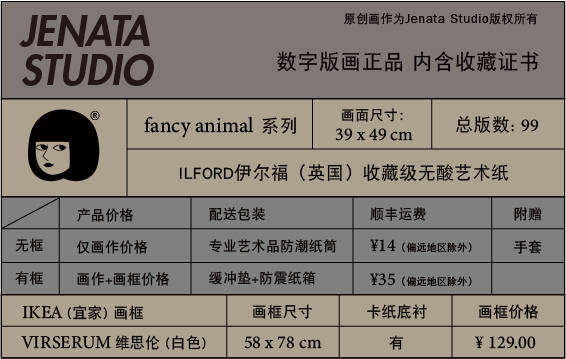 JENATA
STUDIO
原创画作为Jenata Studio版权所有
数字版画正品 内含收藏证书
®
fancy animal 系列
画面尺寸:
39 x 49 cm
总版数: 99
ILFORD伊尔福（英国）收藏级无酸艺术纸
产品价格 配送包装 顺丰运费 附赠
无框 仅画作价格 专业艺术品防潮纸筒 ¥14（偏远地区除外） 手套
有框 画作+画框价格 缓冲垫+防震纸箱 ¥35（偏远地区除外）
IKEA (宜家) 画框 画框尺寸 卡纸底衬 画框价格
VIRSERUM 维思伦 (白色) 58 x 78 cm 有 ¥ 129.00